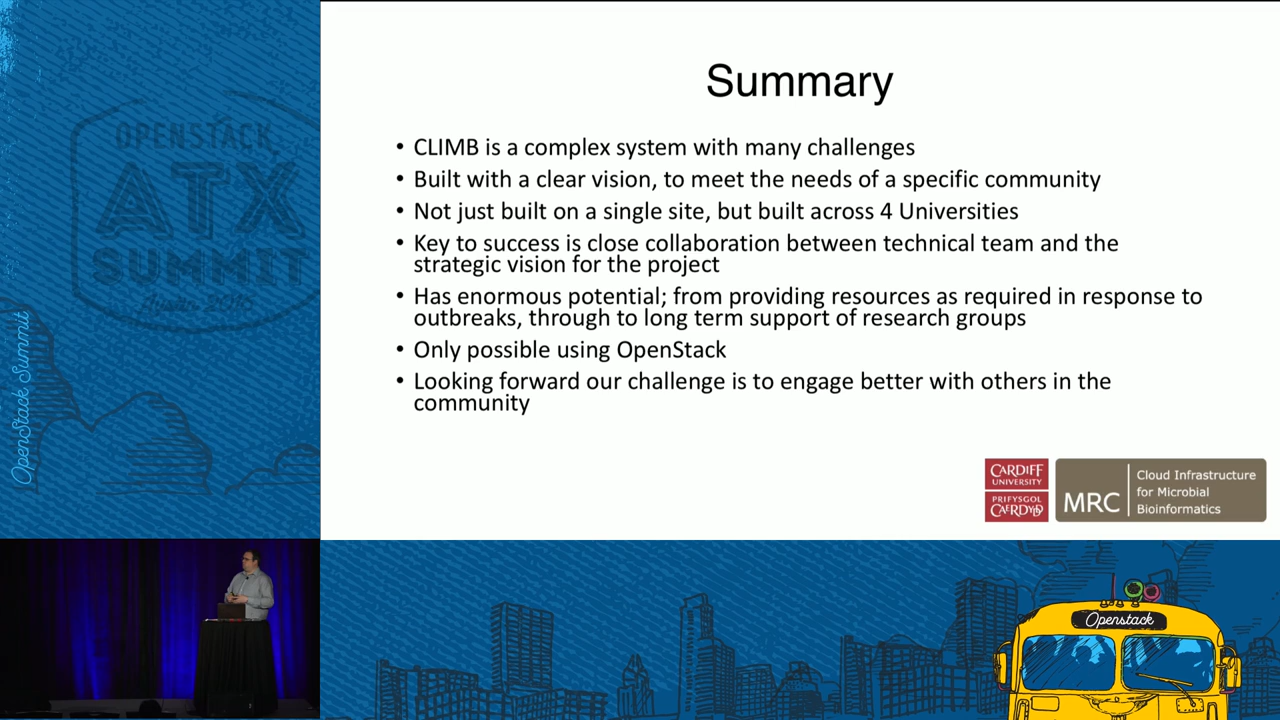 Summary
• CLIMB is a complex system with many challenges
• Built with a clear vision, to meet the needs of a specific community
• Not just built on a single site, but built across 4 Universities
• Key to success is close collaboration between technical team and the
strategic vision for the project
• Has enormous potential; from providing resources as required in response to
outbreaks, through to long term support of research groups
• Only possible using OpenStack
• Looking forward our challenge is to engage better with others in the
community
CARDIFF
UNIVERSITY
PRIFYSGOL
CAERDYD
MRC
Cloud Infrastructure
for Microbial
Bioinformatics
OPENSTACK
ATX
SUMMIT
Austin 2016
OpenStack Summit
Openstack